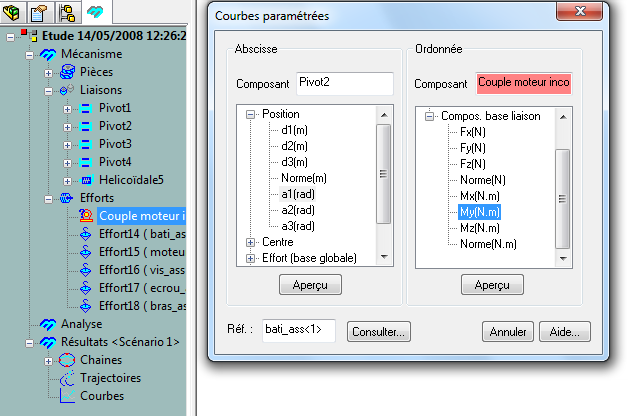 Etude 14/05/2008 12:26:2
Mécanisme
Pièces
Liaisons
Pivot1
Pivot2
Pivot3
Pivot4
Helicoïdale5
Efforts
Couple moteur i
Effort14 ( bati_as
Effort15 ( moteu
Effort16 ( vis_ass
Effort17 ( ecrou_
Effort18 ( bras_as
Analyse
Résultats <Scénario 1>
Chaines
Trajectoires
Courbes
Courbes paramétrées
Abscisse
Composant Pivot2
Position
d1(m)
d2(m)
d3(m)
Norme(m)
a1(rad)
a2(rad)
a3(rad)
Centre
Effort (base globale)
Aperçu
Ordonnée
Composant Couple moteur inco
Compos. base liaison
Fx(N)
Fy(N)
Fz(N)
Norme(N)
Mx(N.m)
My(N.m)
Mz(N.m)
Norme(N.m)
Aperçu
Réf. : bati_ass<1> Consulter... Annuler Aide...